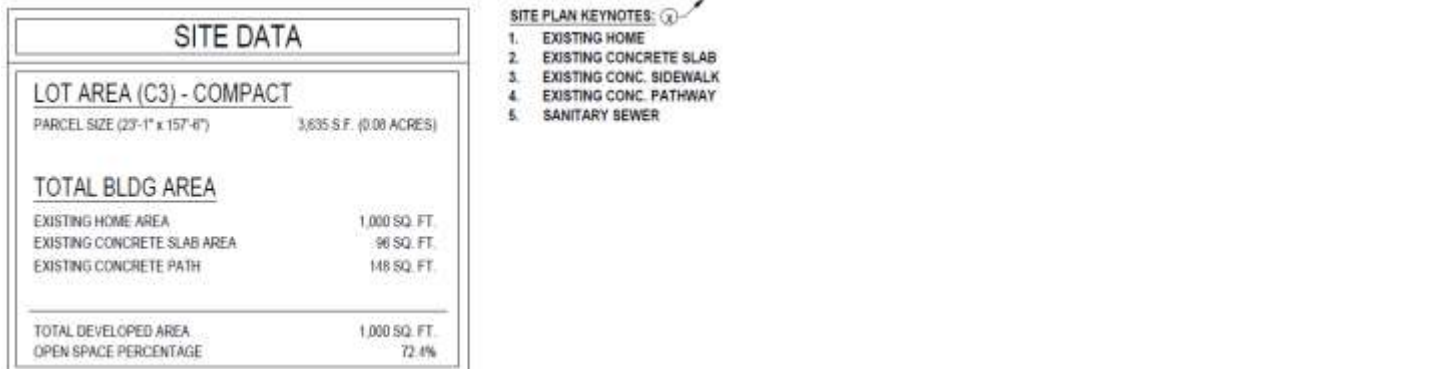 SITE DATA
LOT AREA (C3) - COMPACT
PARCEL SIZE (23'-1" x 157'-6") 3,635 S.F. (0.08 ACRES)
TOTAL BLDG AREA
EXISTING HOME AREA 1,000 SQ. FT.
EXISTING CONCRETE SLAB AREA 96 SQ. FT.
EXISTING CONCRETE PATH 148 SQ. FT.
TOTAL DEVELOPED AREA 1,000 SQ. FT.
OPEN SPACE PERCENTAGE 72.4%
SITE PLAN KEYNOTES: x
1. EXISTING HOME
2. EXISTING CONCRETE SLAB
3. EXISTING CONC. SIDEWALK
4. EXISTING CONC. PATHWAY
5. SANITARY SEWER